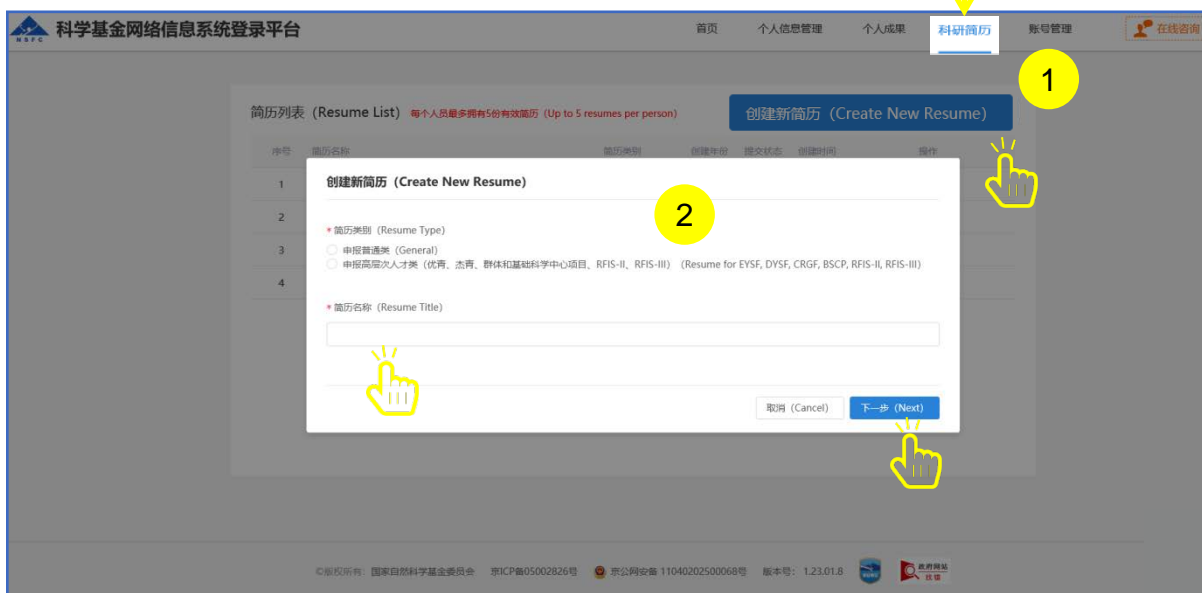 NSFC 科学基金网络信息系统登录平台 首页 个人信息管理 个人成果 科研简历 账号管理 在线咨询
1
简历列表（Resume List） 每个人员最多拥有5份有效简历（Up to 5 resumes per person） 创建新简历（Create New Resume）
序号 简历名称 简历类别 创建年份 提交状态 创建时间 操作
1
2
3
4
创建新简历（Create New Resume）
2
* 简历类别（Resume Type）
申报普通类（General）
申报高层次人才类（优青、杰青、群体和基础科学中心项目、RFIS-II、RFIS-III）（Resume for EYSF, DYSF, CRGF, BSCP, RFIS-II, RFIS-III）
* 简历名称（Resume Title）
取消（Cancel） 下一步（Next）
©版权所有：国家自然科学基金委员会 京ICP备05002826号 京公网安备 11040202500068号 版本号：1.23.01.8 政府网站
找错